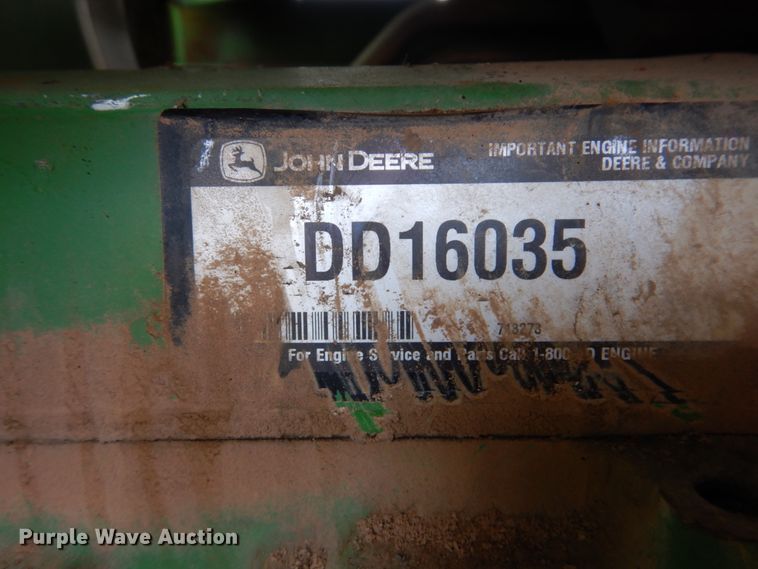 JOHN DEERE
IMPORTANT ENGINE INFORMATION
DEERE & COMPANY
DD16035
For Engine Service and Parts Call 1-800 ENGINE
Purple Wave Auction